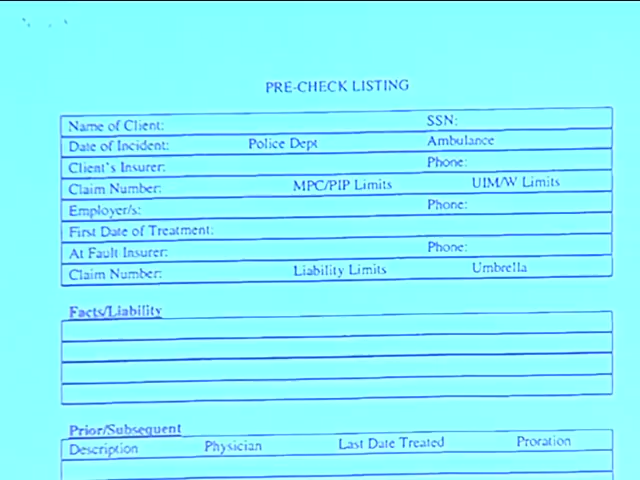 PRE-CHECK LISTING
Name of Client: SSN:
Date of Incident: Police Dept Ambulance
Client's Insurer: Phone:
Claim Number: MPC/PIP Limits UIM/W Limits
Employer/s: Phone:
First Date of Treatment:
At Fault Insurer: Phone:
Claim Number: Liability Limits Umbrella
Facts/Liability
Prior/Subsequent
Description Physician Last Date Treated Proration